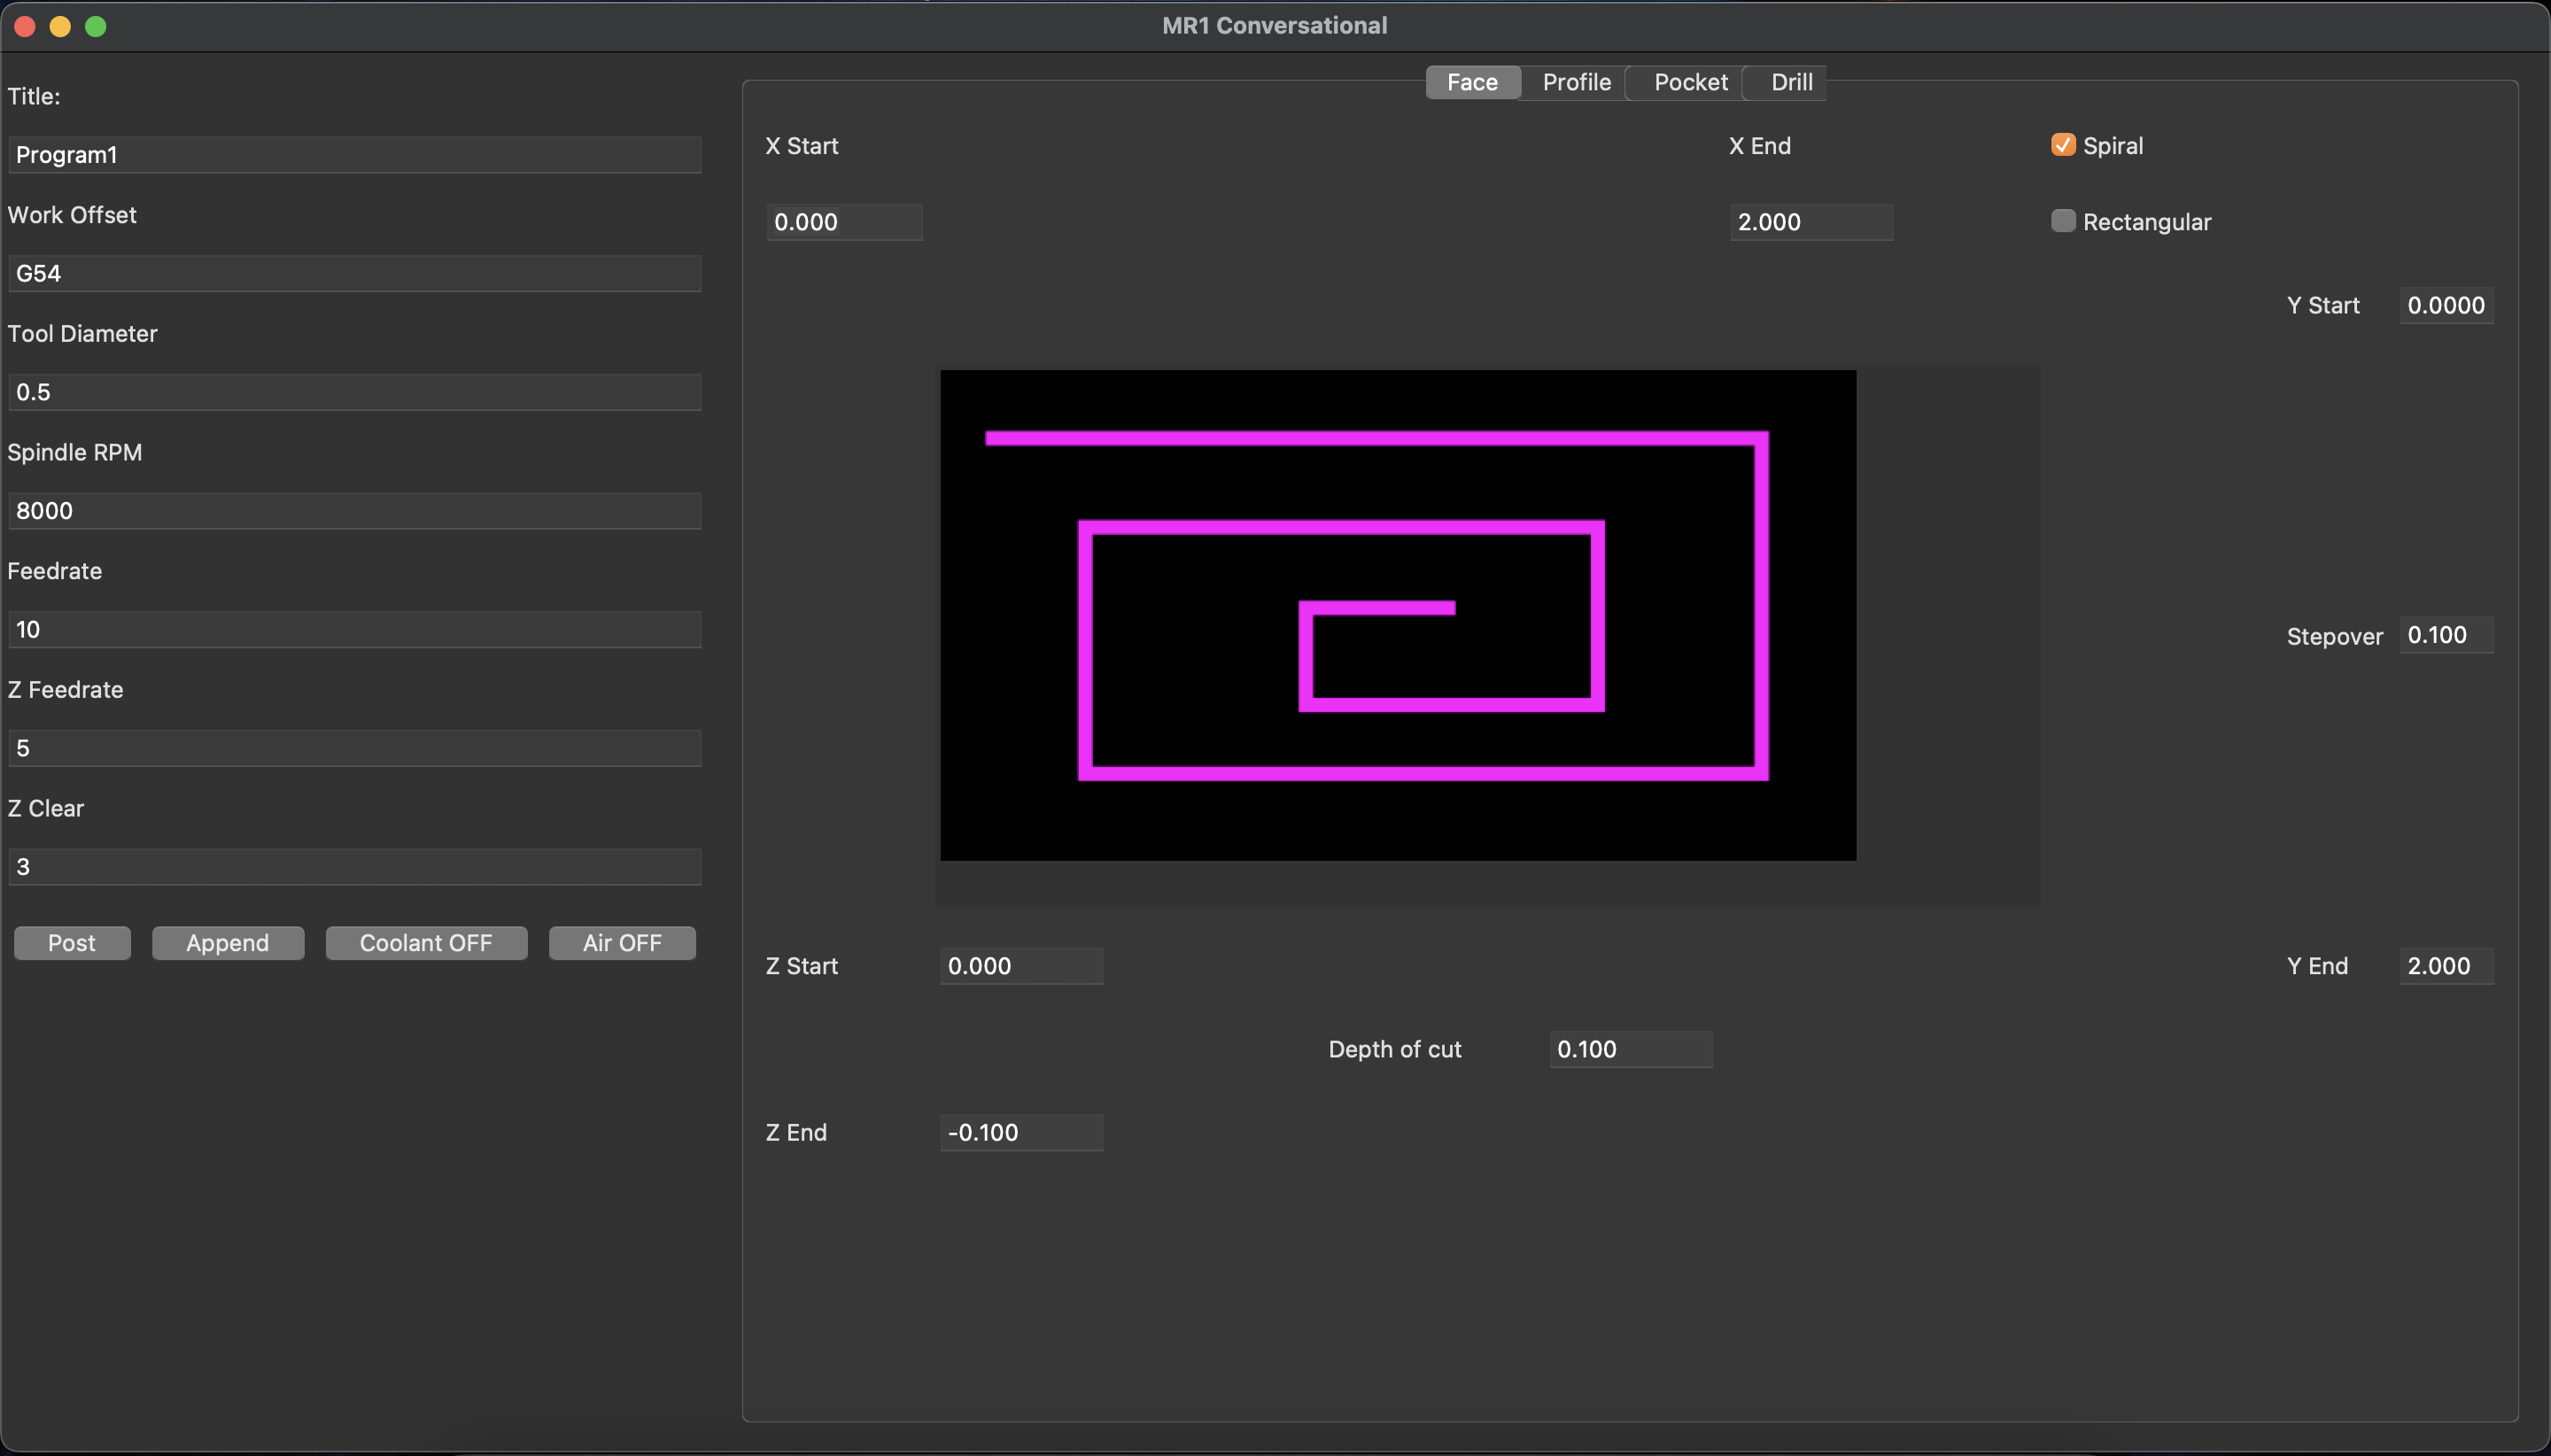 MR1 Conversational
Title:
Program1
Work Offset
G54
Tool Diameter
0.5
Spindle RPM
8000
Feedrate
10
Z Feedrate
5
Z Clear
3
Post Append Coolant OFF Air OFF
Face Profile Pocket Drill
X Start X End Spiral
0.000 2.000 Rectangular
Y Start 0.0000
Stepover 0.100
Z Start 0.000 Y End 2.000
Depth of cut 0.100
Z End -0.100